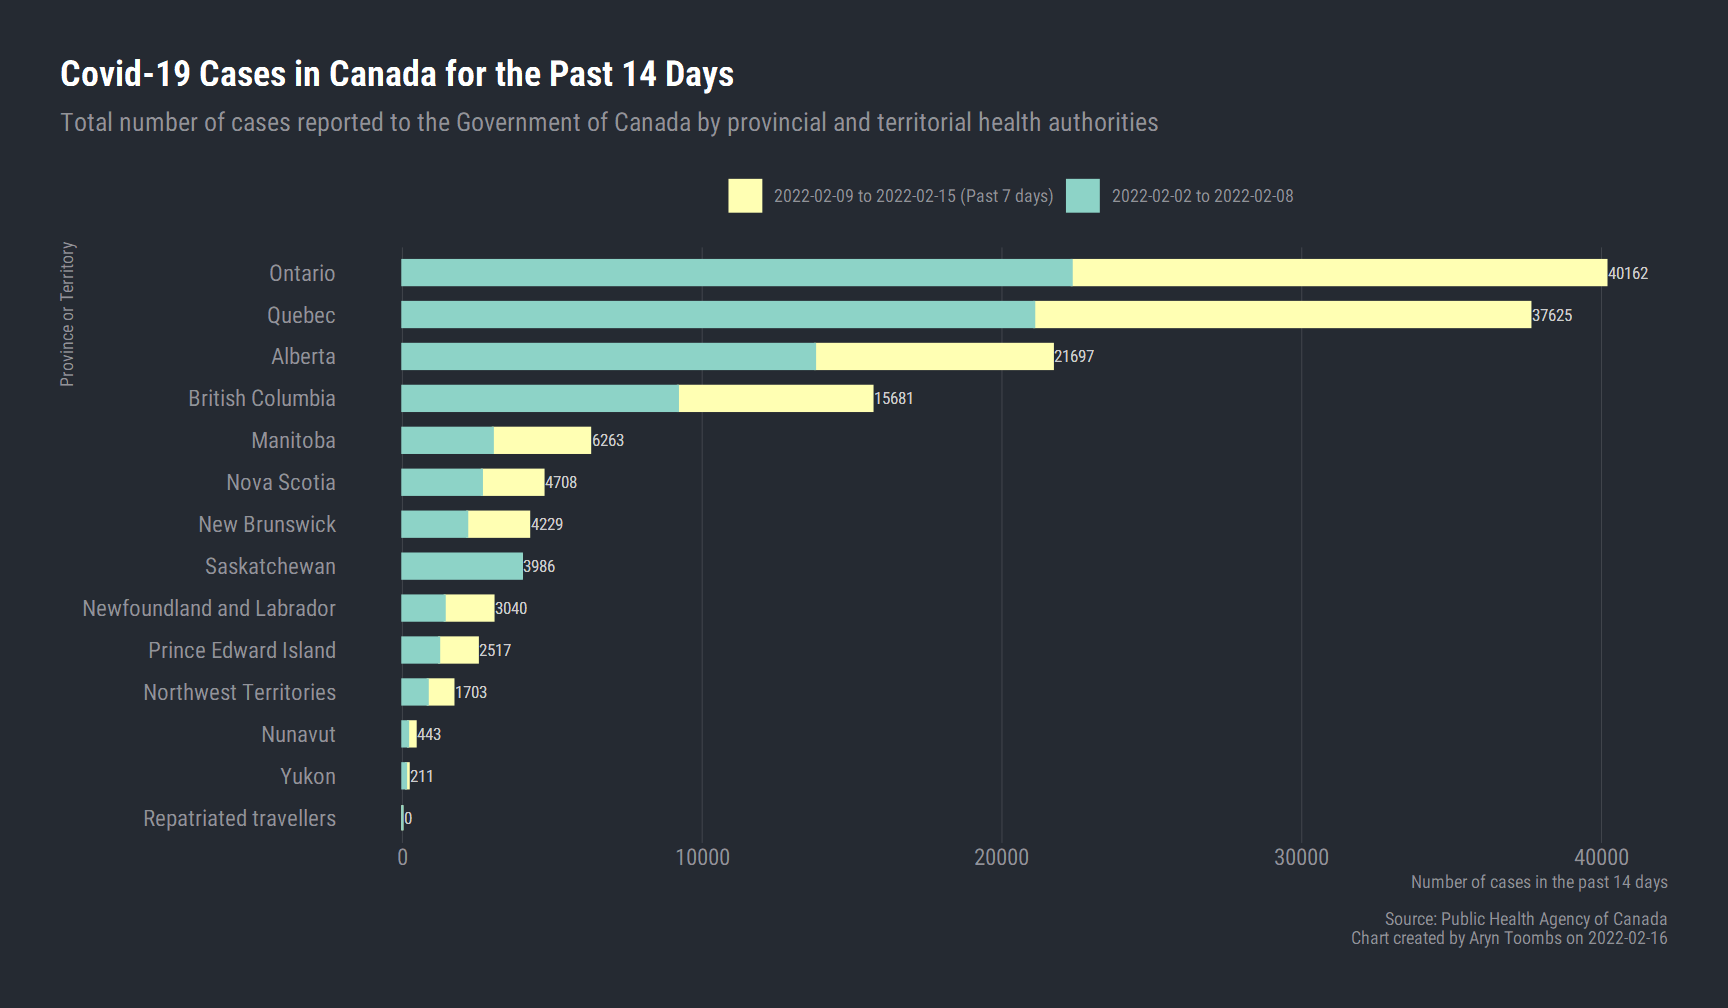 Covid-19 Cases in Canada for the Past 14 Days
Total number of cases reported to the Government of Canada by provincial and territorial health authorities
2022-02-09 to 2022-02-15 (Past 7 days)
2022-02-02 to 2022-02-08
Province or Territory
Ontario 40162
Quebec 37625
Alberta 21697
British Columbia 15681
Manitoba 6263
Nova Scotia 4708
New Brunswick 4229
Saskatchewan 3986
Newfoundland and Labrador 3040
Prince Edward Island 2517
Northwest Territories 1703
Nunavut 443
Yukon 211
Repatriated travellers 0
0 10000 20000 30000 40000
Number of cases in the past 14 days
Source: Public Health Agency of Canada
Chart created by Aryn Toombs on 2022-02-16